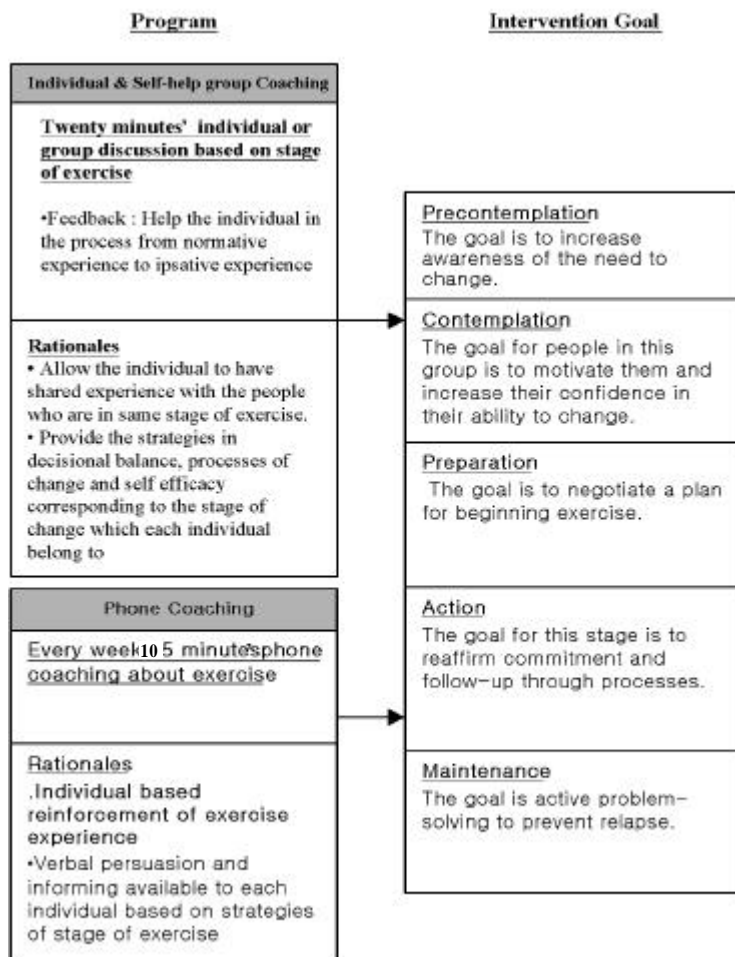 Program
Intervention Goal
Individual & Self-help group Coaching
Twenty minutes' individual or
group discussion based on stage
of exercise
•Feedback : Help the individual in
the process from normative
experience to ipsative experience
Rationales
• Allow the individual to have
shared experience with the people
who are in same stage of exercise.
• Provide the strategies in
decisional balance, processes of
change and self efficacy
corresponding to the stage of
change which each individual
belong to
Phone Coaching
Every week 10 5 minute'sphone
coaching about exercise
Rationales
.Individual based
reinforcement of exercise
experience
•Verbal persuasion and
informing available to each
individual based on strategies
of stage of exercise
Precontemplation
The goal is to increase
awareness of the need to
change.
Contemplation
The goal for people in this
group is to motivate them and
increase their confidence in
their ability to change.
Preparation
The goal is to negotiate a plan
for beginning exercise.
Action
The goal for this stage is to
reaffirm commitment and
follow-up through processes.
Maintenance
The goal is active problem-
solving to prevent relapse.